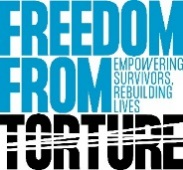 FREEDOM
FROM
EMPOWERING
SURVIVORS,
REBUILDING
LIVES
TORTURE